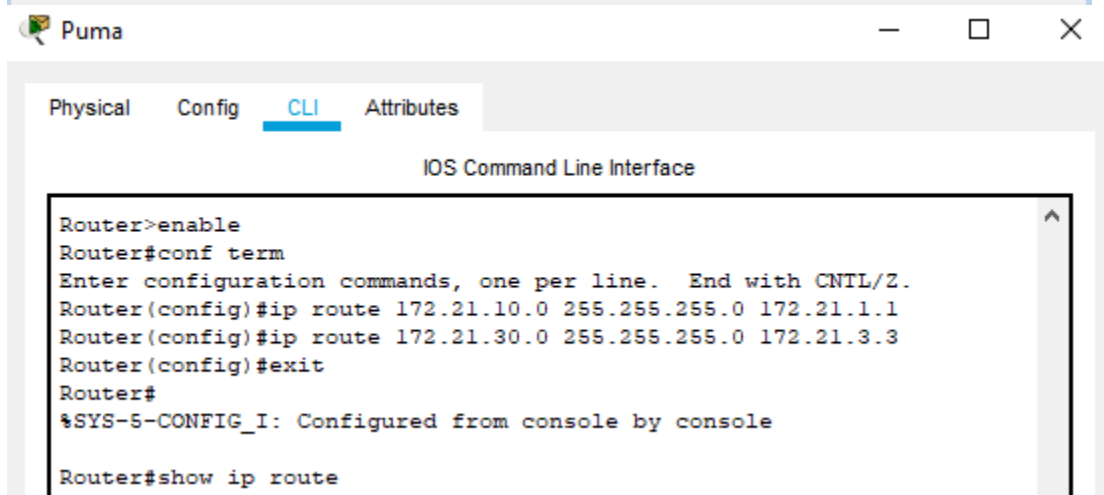 Puma
Physical Config CLI Attributes
IOS Command Line Interface
Router>enable
Router#conf term
Enter configuration commands, one per line.  End with CNTL/Z.
Router(config)#ip route 172.21.10.0 255.255.255.0 172.21.1.1
Router(config)#ip route 172.21.30.0 255.255.255.0 172.21.3.3
Router(config)#exit
Router#
%SYS-5-CONFIG_I: Configured from console by console
Router#show ip route